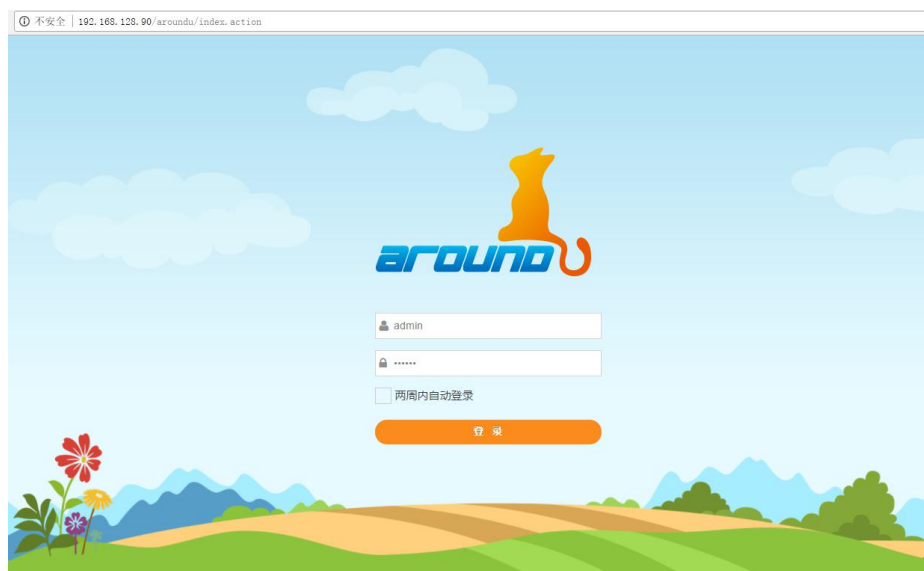 不安全 | 192.168.128.90/aroundu/index.action
around
admin
••••••
两周内自动登录
登 录